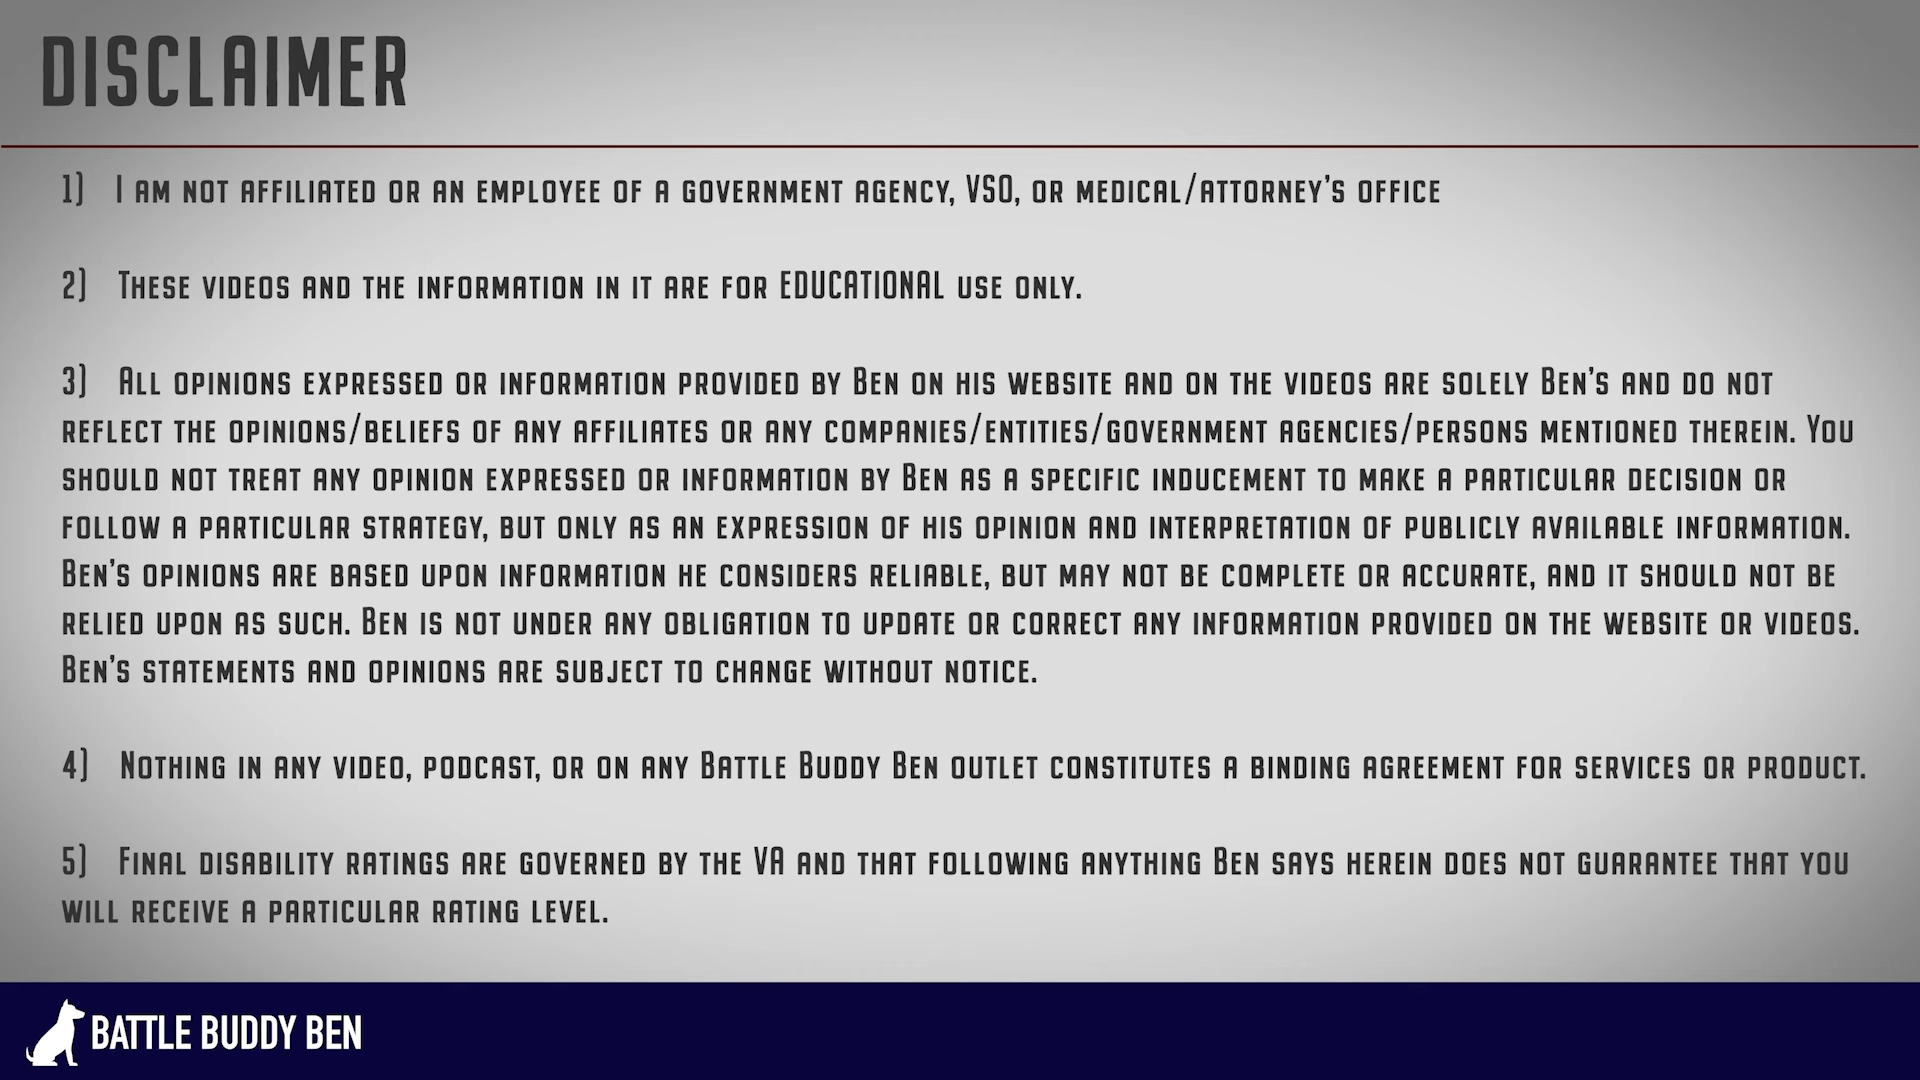 DISCLAIMER
1) I am not affiliated or an employee of a government agency, VSO, or medical/attorney's office
2) These videos and the information in it are for EDUCATIONAL use only.
3) All opinions expressed or information provided by Ben on his website and on the videos are solely Ben's and do not
reflect the opinions/beliefs of any affiliates or any companies/entities/government agencies/persons mentioned therein. You
should not treat any opinion expressed or information by Ben as a specific inducement to make a particular decision or
follow a particular strategy, but only as an expression of his opinion and interpretation of publicly available information.
Ben's opinions are based upon information he considers reliable, but may not be complete or accurate, and it should not be
relied upon as such. Ben is not under any obligation to update or correct any information provided on the website or videos.
Ben's statements and opinions are subject to change without notice.
4) Nothing in any video, podcast, or on any Battle Buddy Ben outlet constitutes a binding agreement for services or product.
5) Final disability ratings are governed by the VA and that following anything Ben says herein does not guarantee that you
will receive a particular rating level.
BATTLE BUDDY BEN